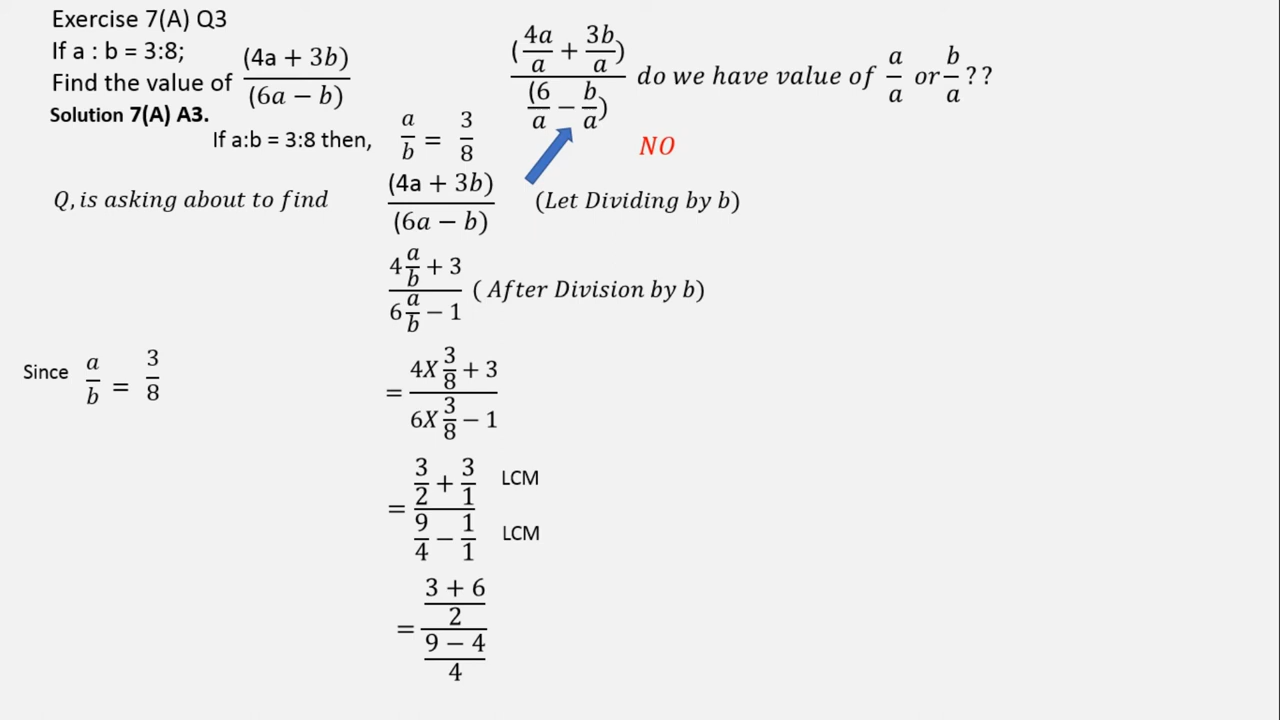 Exercise 7(A) Q3
If a : b = 3:8;
Find the value of (4a + 3b)/(6a − b)
Solution 7(A) A3.
(4a/a + 3b/a)/(6/a − b/a) do we have value of a/a or b/a ??
NO
If a:b = 3:8 then, a/b = 3/8
Q, is asking about to find (4a + 3b)/(6a − b) (Let Dividing by b)
(4 a/b + 3)/(6 a/b − 1) ( After Division by b)
Since a/b = 3/8
= (4X 3/8 + 3)/(6X 3/8 − 1)
= (3/2 + 3/1)/(9/4 − 1/1) LCM LCM
= ((3 + 6)/2)/((9 − 4)/4)